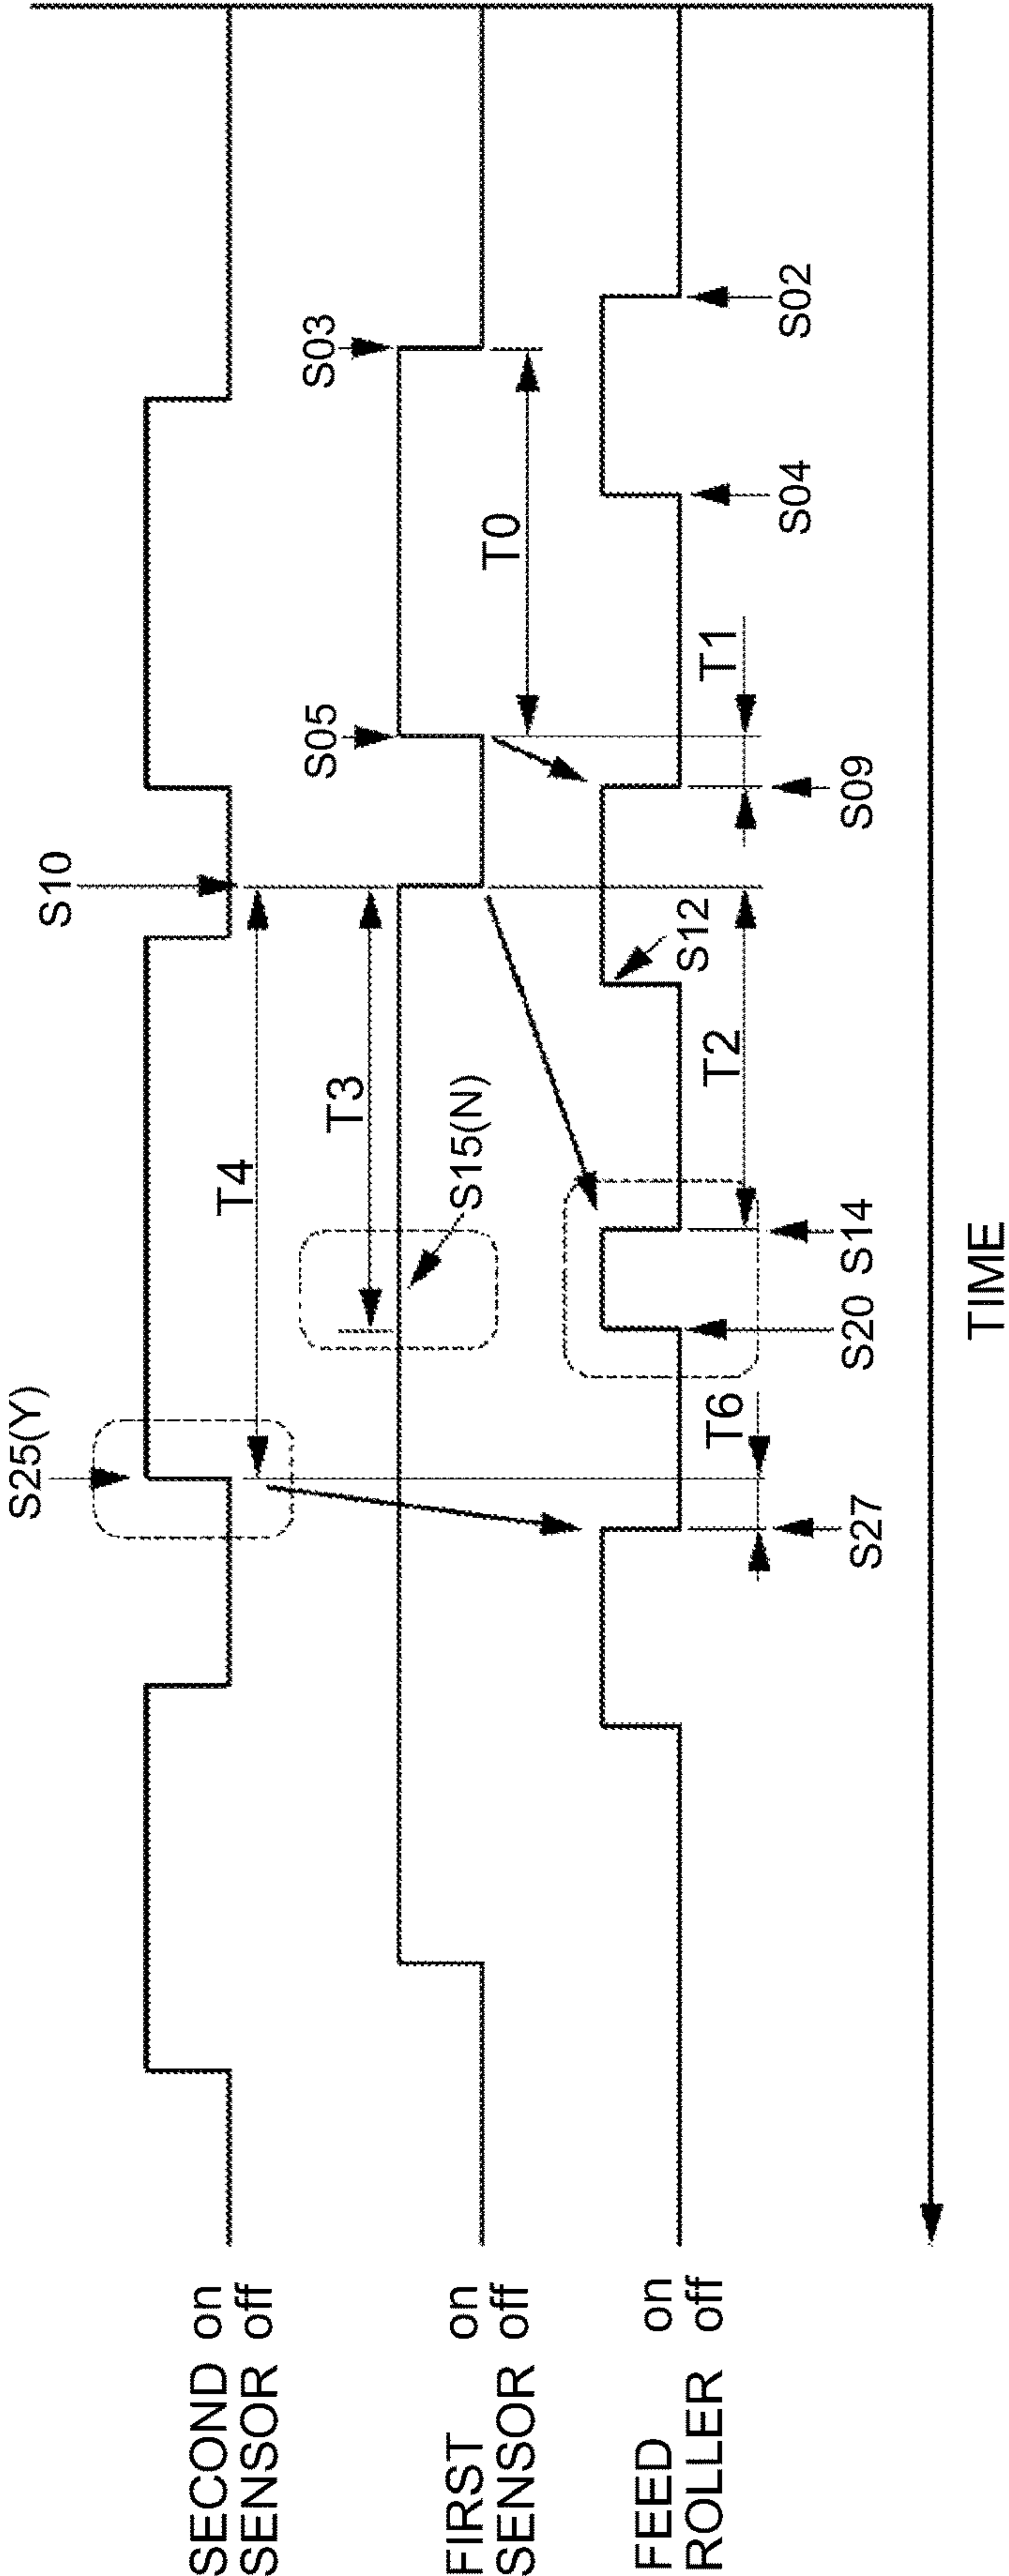 SECOND on
SENSOR off
FIRST on
SENSOR off
FEED on
ROLLER off
S25(Y)
S10
T4
T3
S15(N)
S05
S03
T0
S12
T6
T2
T1
S27
S20
S14
S09
S04
S02
TIME